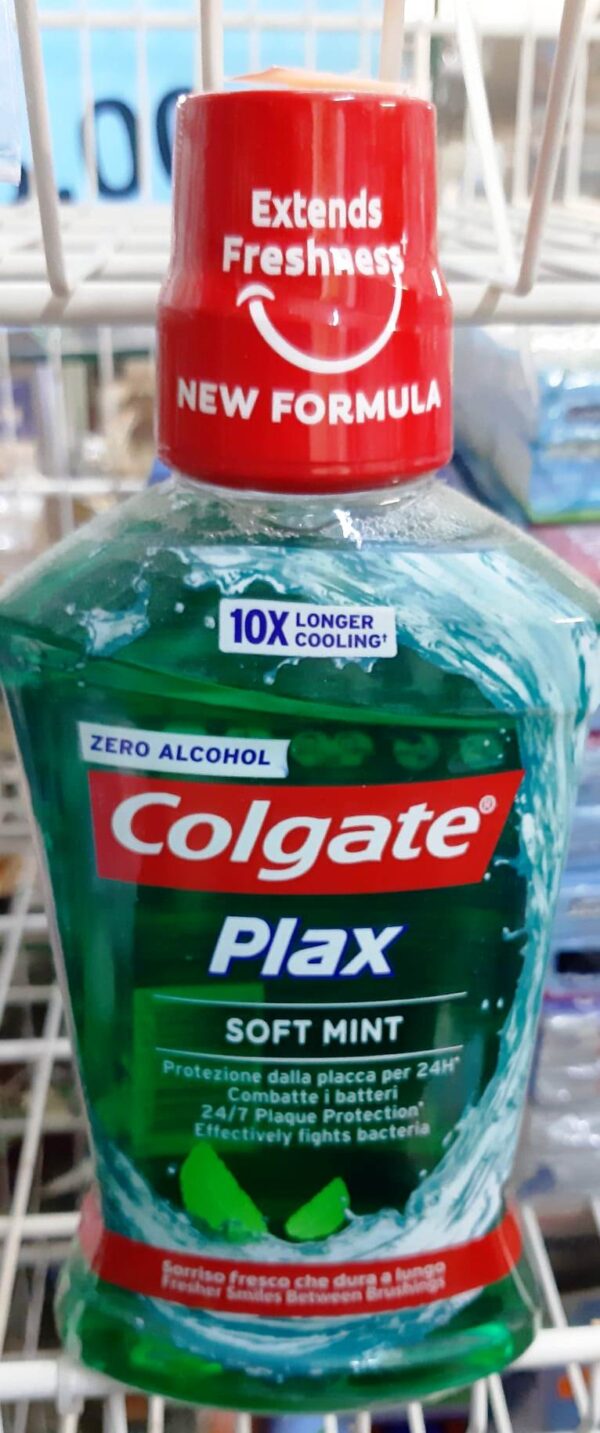 .00
Extends
Freshness†
NEW FORMULA
10X LONGER
COOLING†
ZERO ALCOHOL
Colgate®
Plax
SOFT MINT
Protezione dalla placca per 24H*
Combatte i batteri
24/7 Plaque Protection*
Effectively fights bacteria
Sorriso fresco che dura a lungo
Fresher Smiles Between Brushings